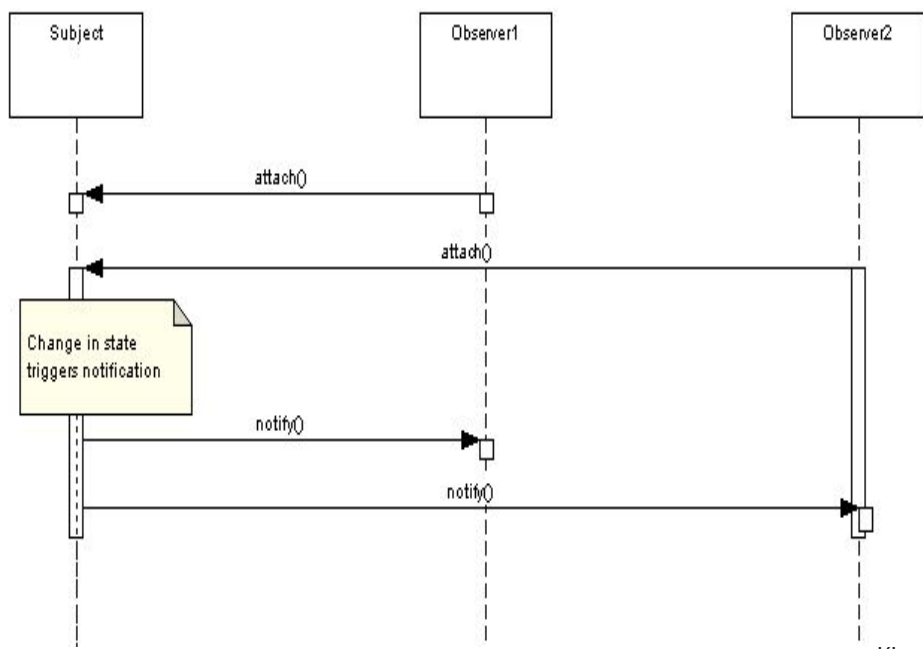 Subject
Observer1
Observer2
attach()
attach()
Change in state
triggers notification
notify()
notify()